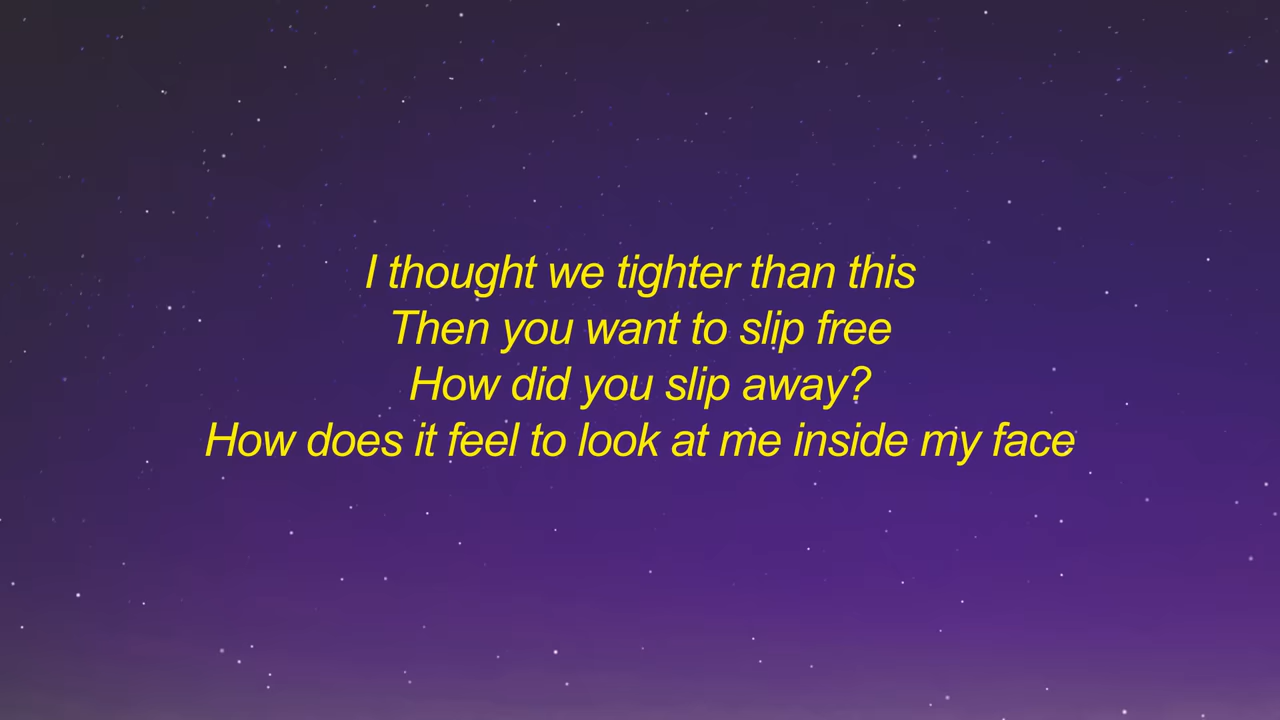 I thought we tighter than this
Then you want to slip free
How did you slip away?
How does it feel to look at me inside my face